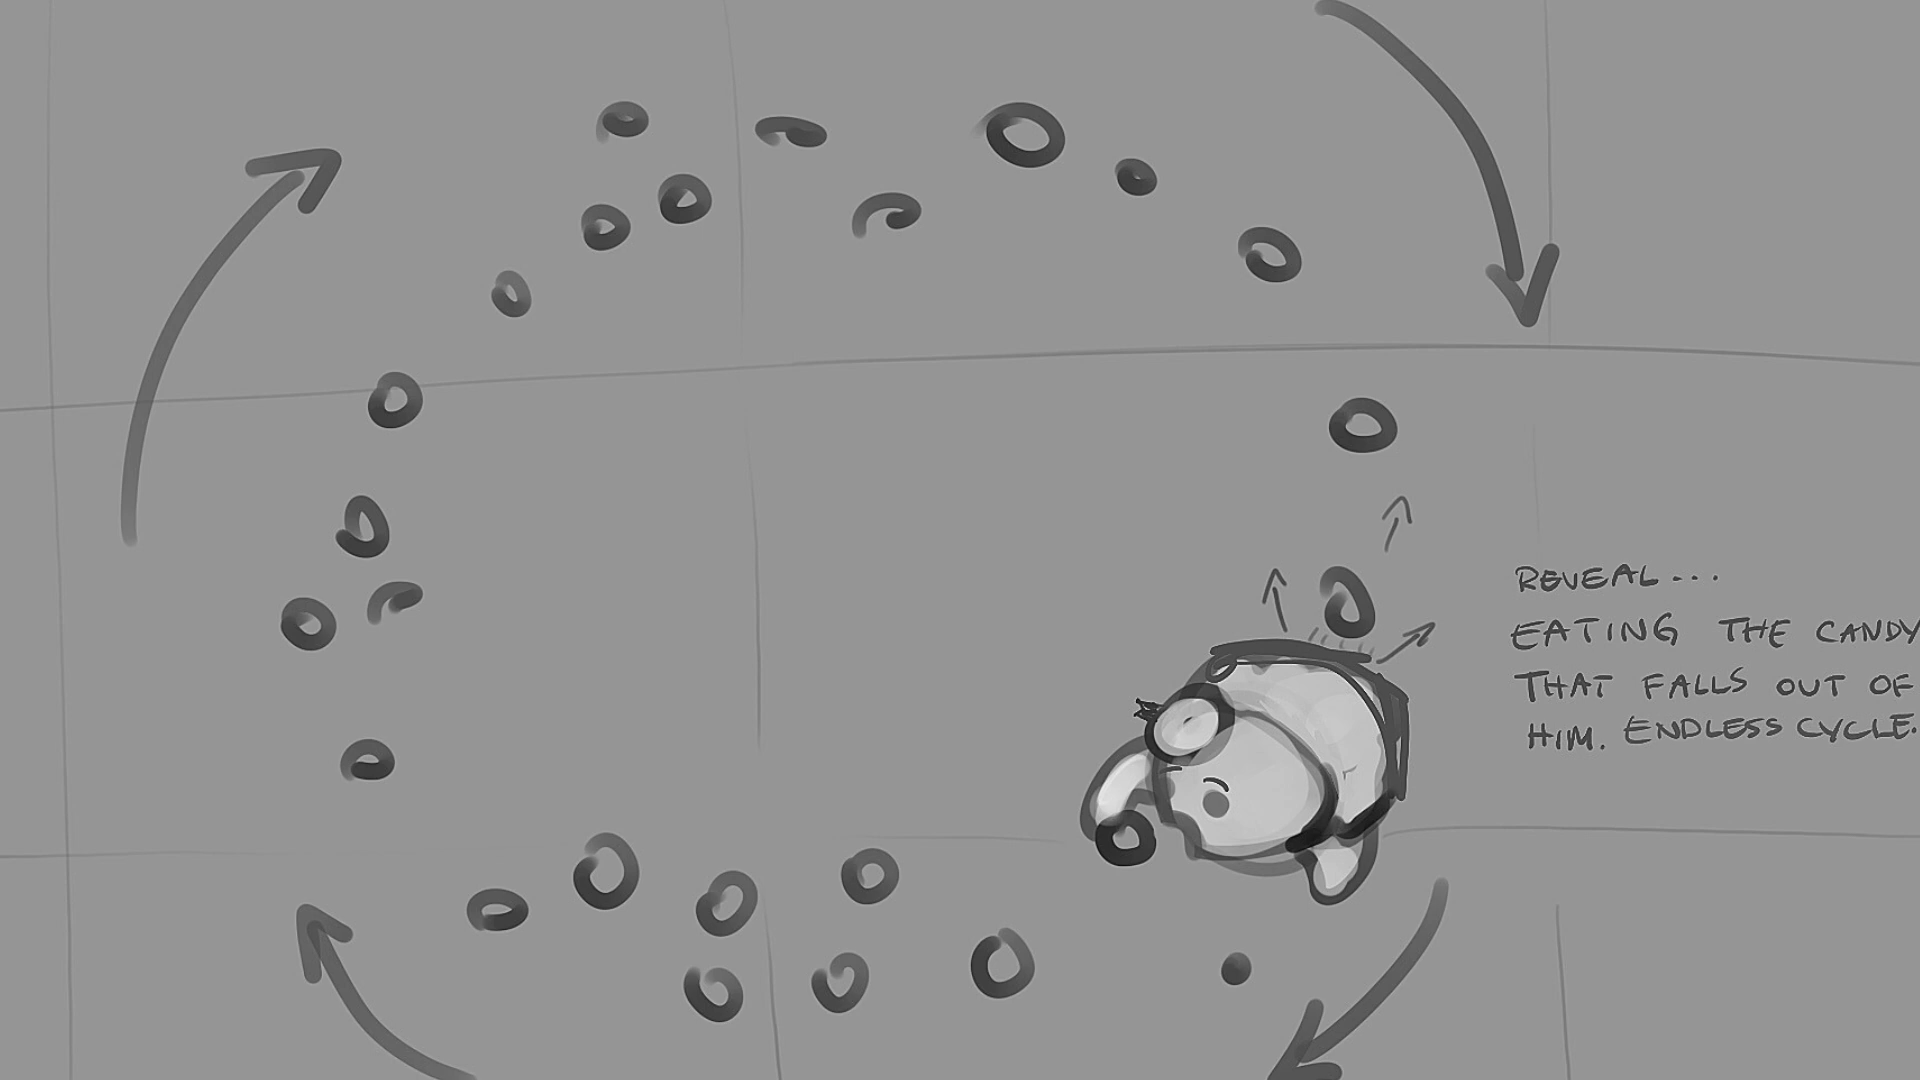 REVEAL...
EATING THE CANDY
THAT FALLS OUT OF
HIM. ENDLESS CYCLE.